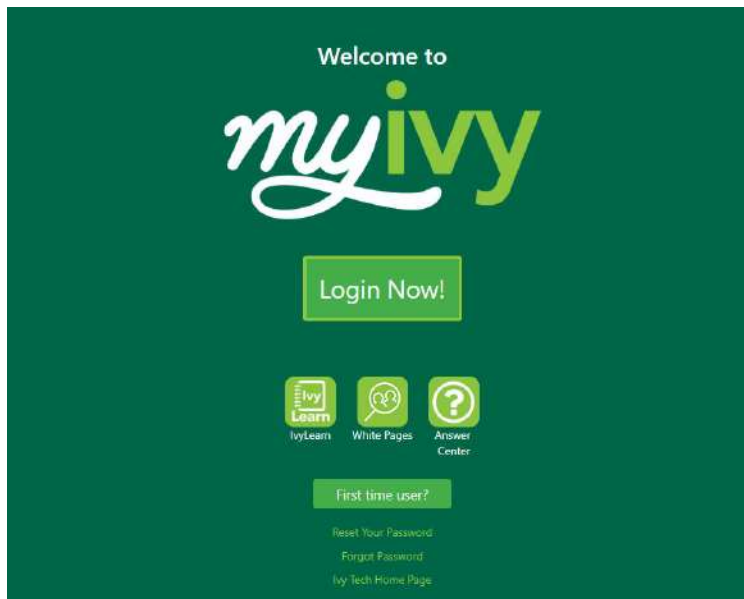 Welcome to
myivy
Login Now!
Ivy
Learn
IvyLearn
White Pages
Answer
Center
First time user?
Reset Your Password
Forgot Password
Ivy Tech Home Page